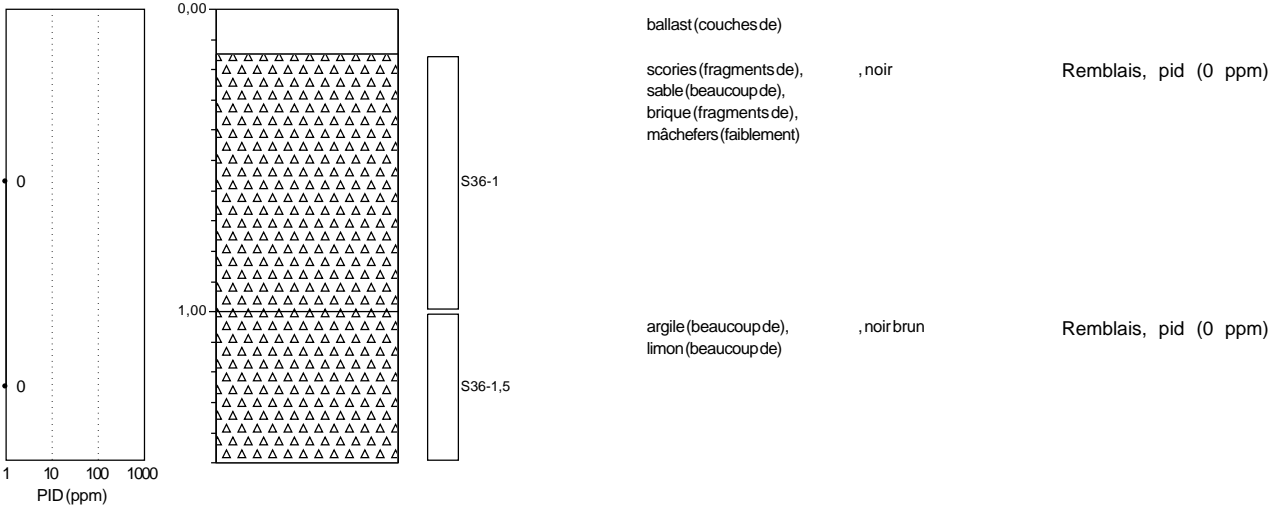 0,00
ballast (couches de)
scories (fragments de), , noir Remblais, pid (0 ppm)
sable (beaucoup de),
brique (fragments de),
mâchefers (faiblement)
0 S36-1
1,00
argile (beaucoup de), , noir brun Remblais, pid (0 ppm)
limon (beaucoup de)
0 S36-1,5
1 10 100 1000
PID (ppm)